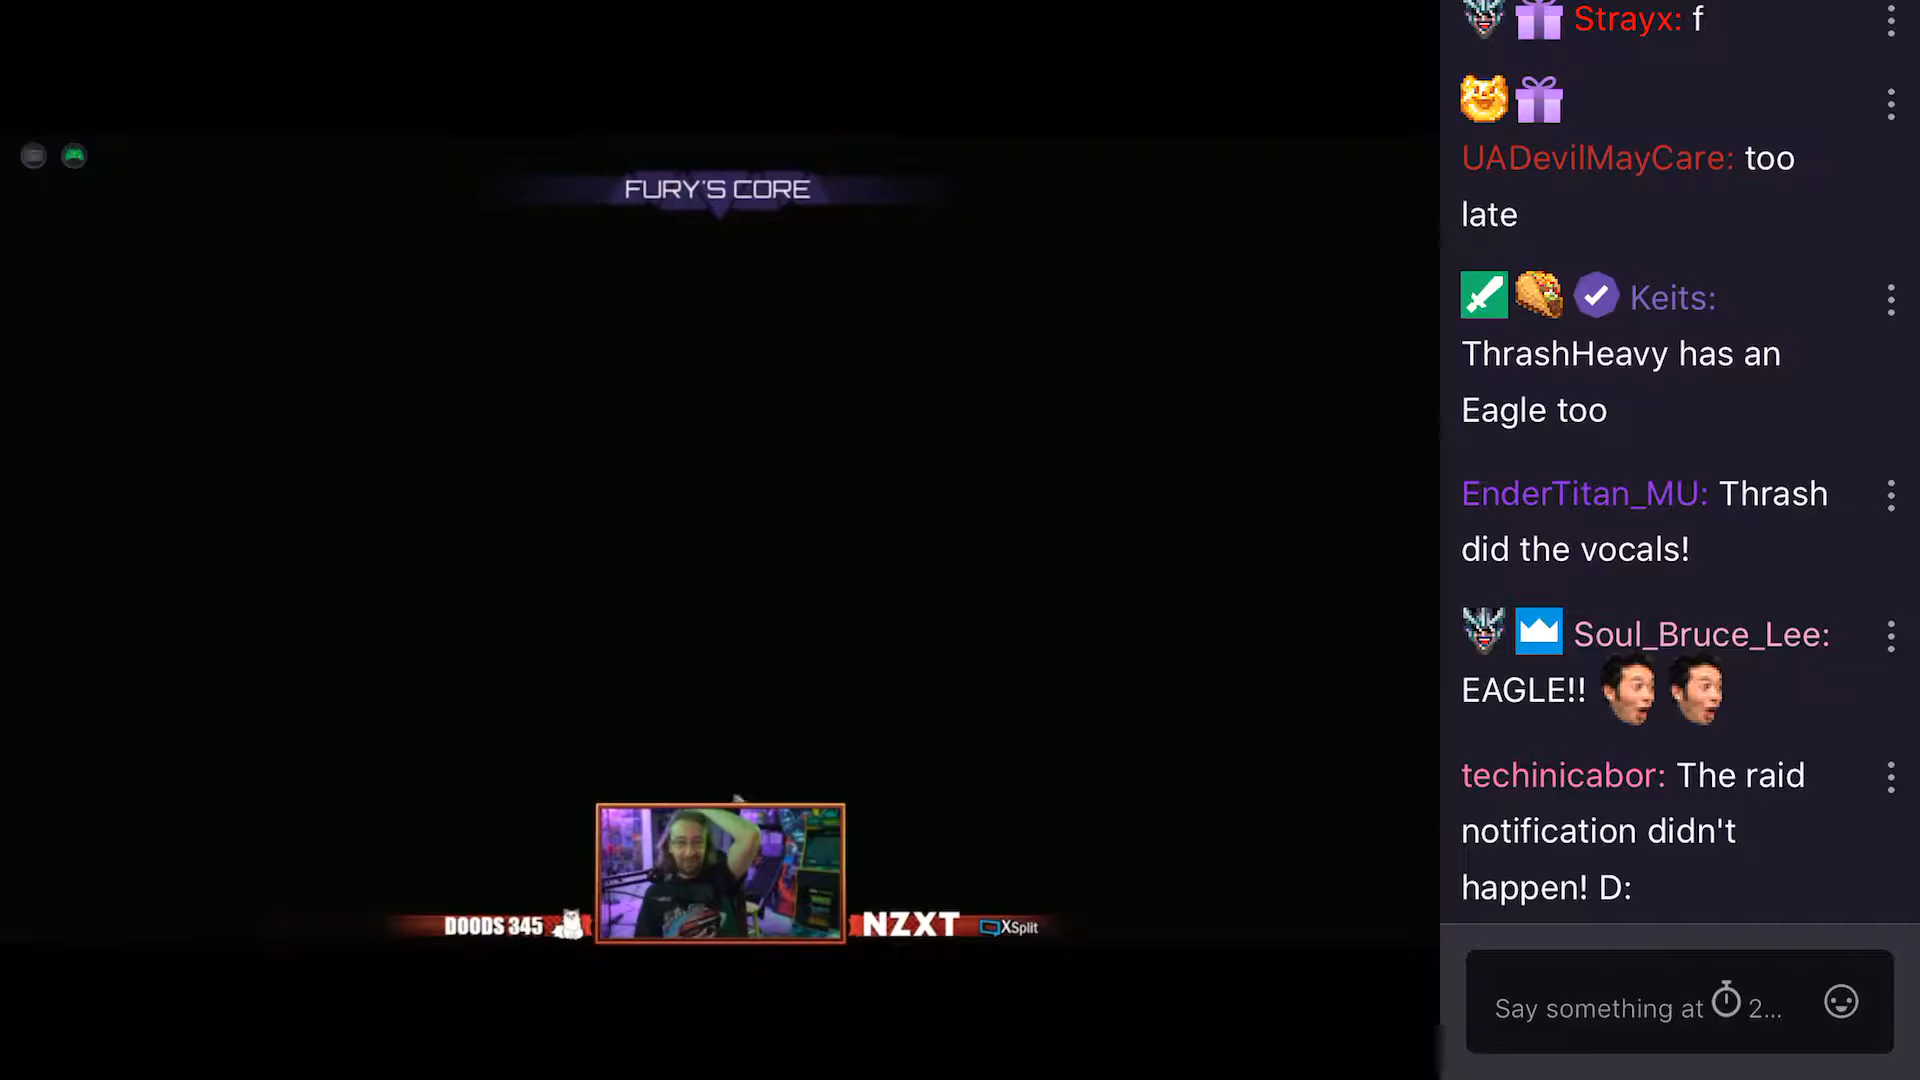 FURY'S CORE
DOODS 345
NZXT
XSplit
Strayx: f
UADevilMayCare: too
late
Keits:
ThrashHeavy has an
Eagle too
EnderTitan_MU: Thrash
did the vocals!
Soul_Bruce_Lee:
EAGLE!!
techinicabor: The raid
notification didn't
happen! D:
Say something at 2...